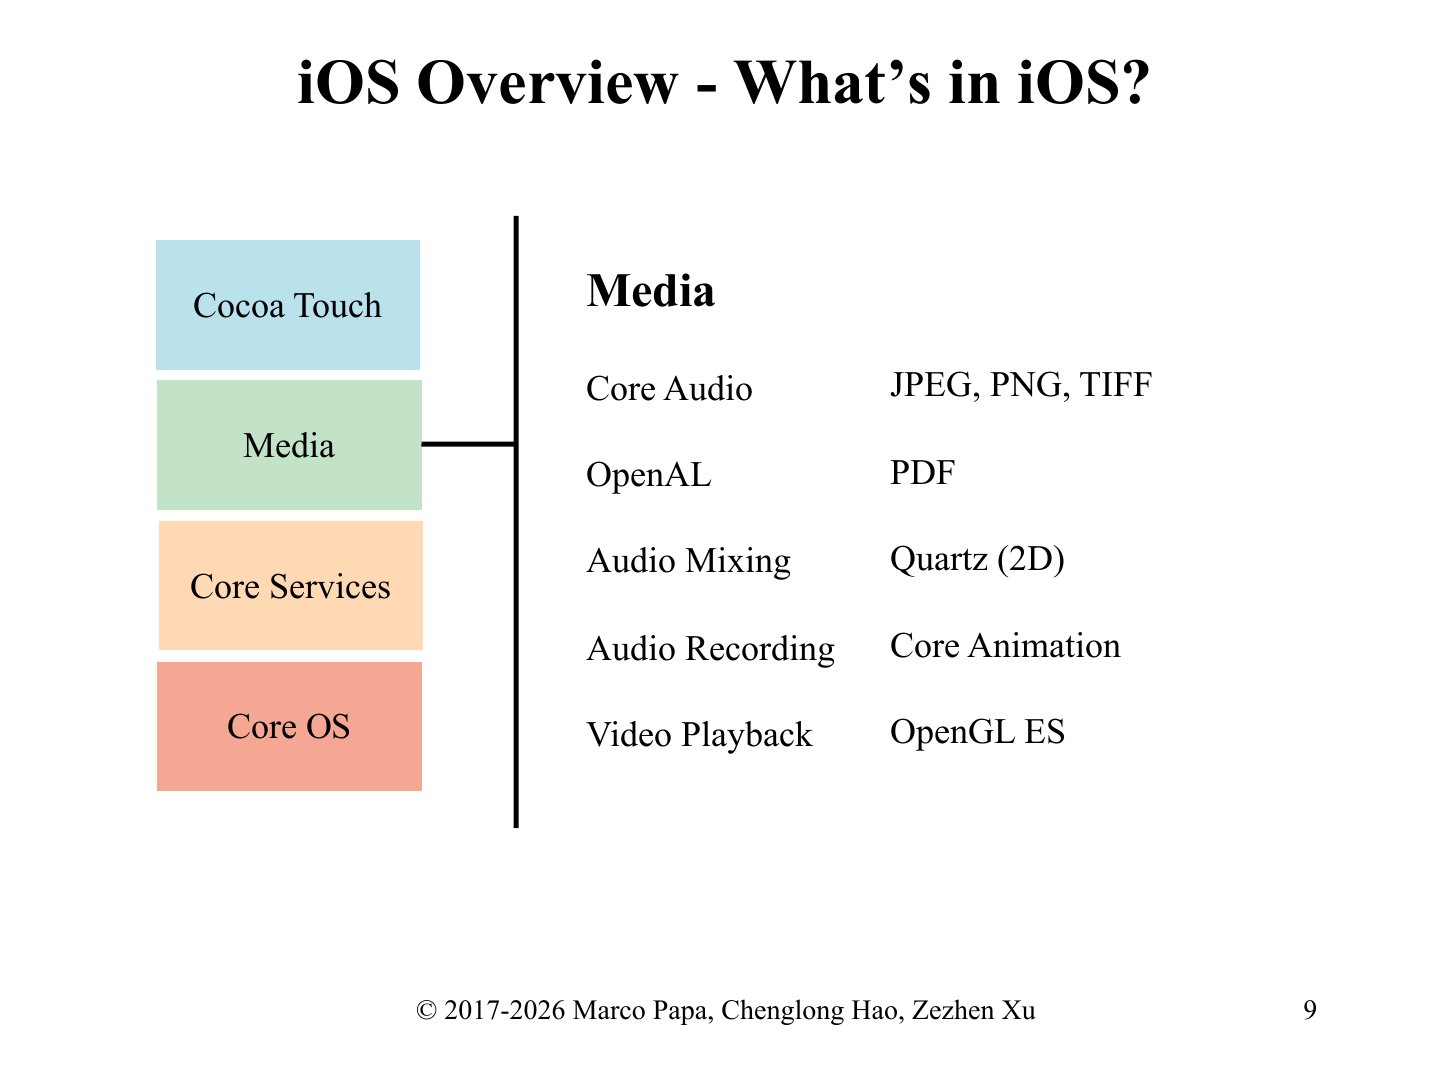 iOS Overview - What’s in iOS?
Cocoa Touch
Media
Core Services
Core OS
Media
Core Audio
OpenAL
Audio Mixing
Audio Recording
Video Playback
JPEG, PNG, TIFF
PDF
Quartz (2D)
Core Animation
OpenGL ES
© 2017-2026 Marco Papa, Chenglong Hao, Zezhen Xu
9